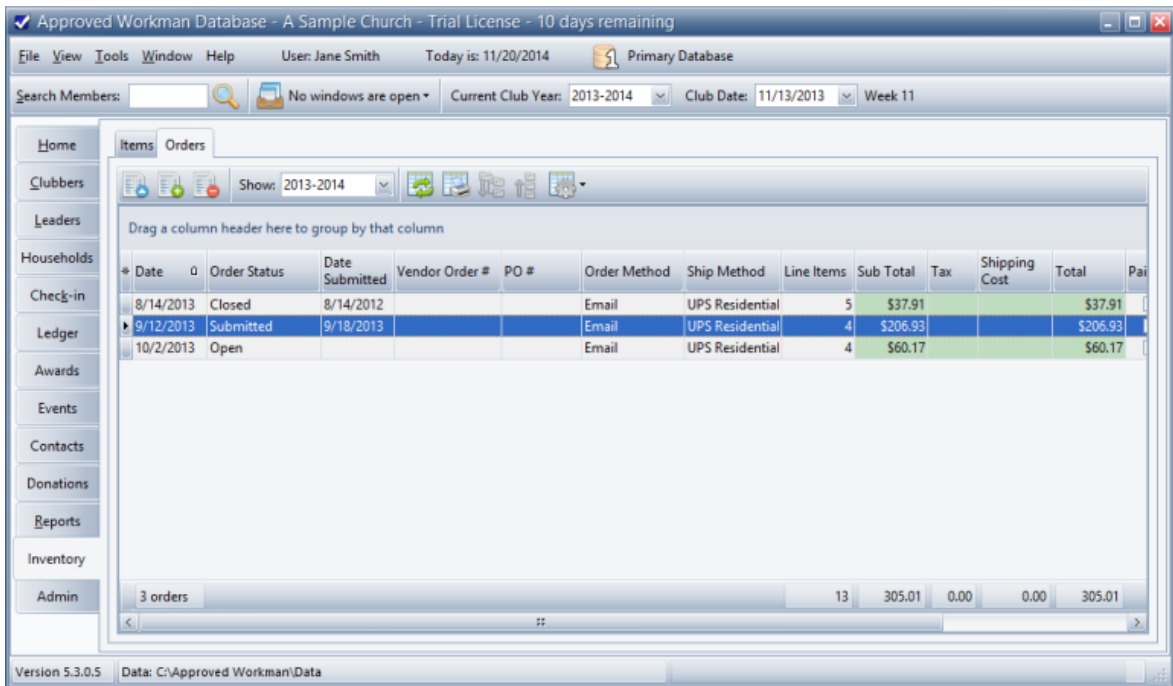 Approved Workman Database - A Sample Church - Trial License - 10 days remaining
File View Tools Window Help User: Jane Smith Today is: 11/20/2014 Primary Database
Search Members: No windows are open Current Club Year: 2013-2014 Club Date: 11/13/2013 Week 11
Home
Clubbers
Leaders
Households
Check-in
Ledger
Awards
Events
Contacts
Donations
Reports
Inventory
Admin
Items Orders
Show: 2013-2014
Drag a column header here to group by that column
Date Order Status Date Submitted Vendor Order # PO # Order Method Ship Method Line Items Sub Total Tax Shipping Cost Total Pai
8/14/2013 Closed 8/14/2012 Email UPS Residential 5 $37.91 $37.91
9/12/2013 Submitted 9/18/2013 Email UPS Residential 4 $206.93 $206.93
10/2/2013 Open Email UPS Residential 4 $60.17 $60.17
3 orders 13 305.01 0.00 0.00 305.01
Version 5.3.0.5 Data: C:\Approved Workman\Data